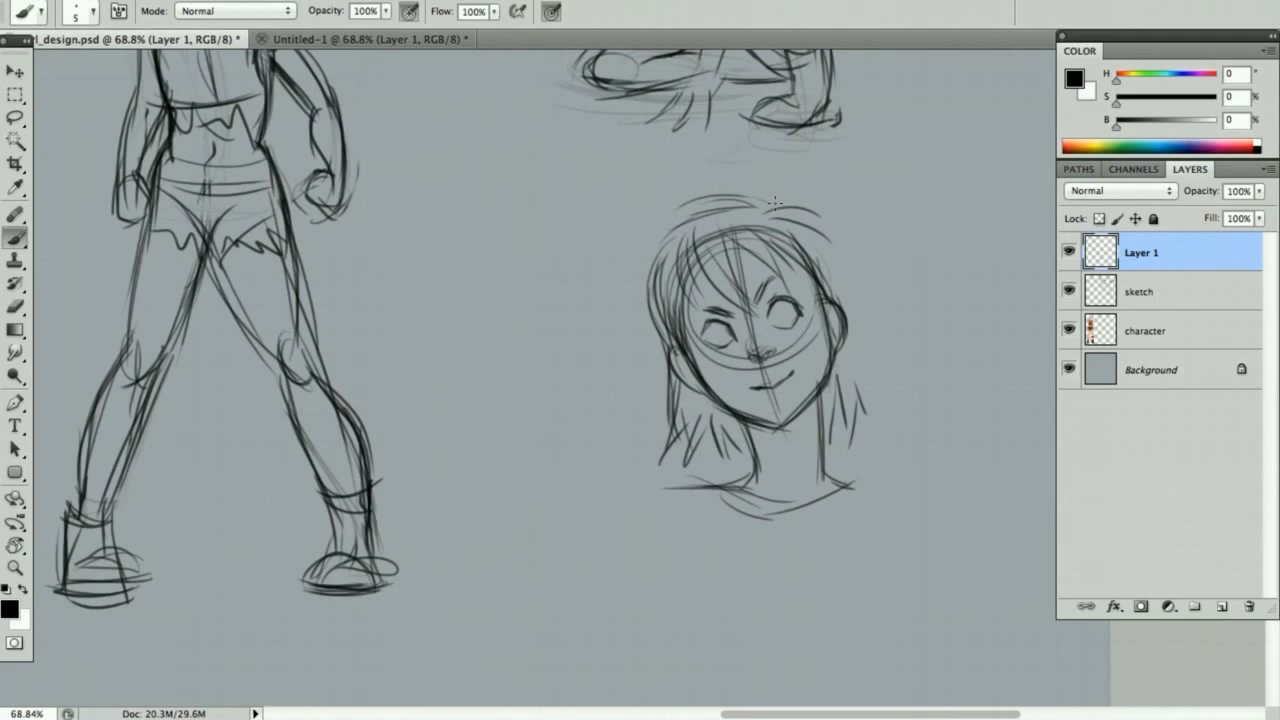 5 Mode: Normal Opacity: 100% Flow: 100%
rl_design.psd @ 68.8% (Layer 1, RGB/8) * Untitled-1 @ 68.8% (Layer 1, RGB/8) *
COLOR
H 0 °
S 0 %
B 0 %
PATHS CHANNELS LAYERS
Normal Opacity: 100%
Lock: Fill: 100%
Layer 1
sketch
character
Background
T
68.84% Doc: 20.3M/29.6M